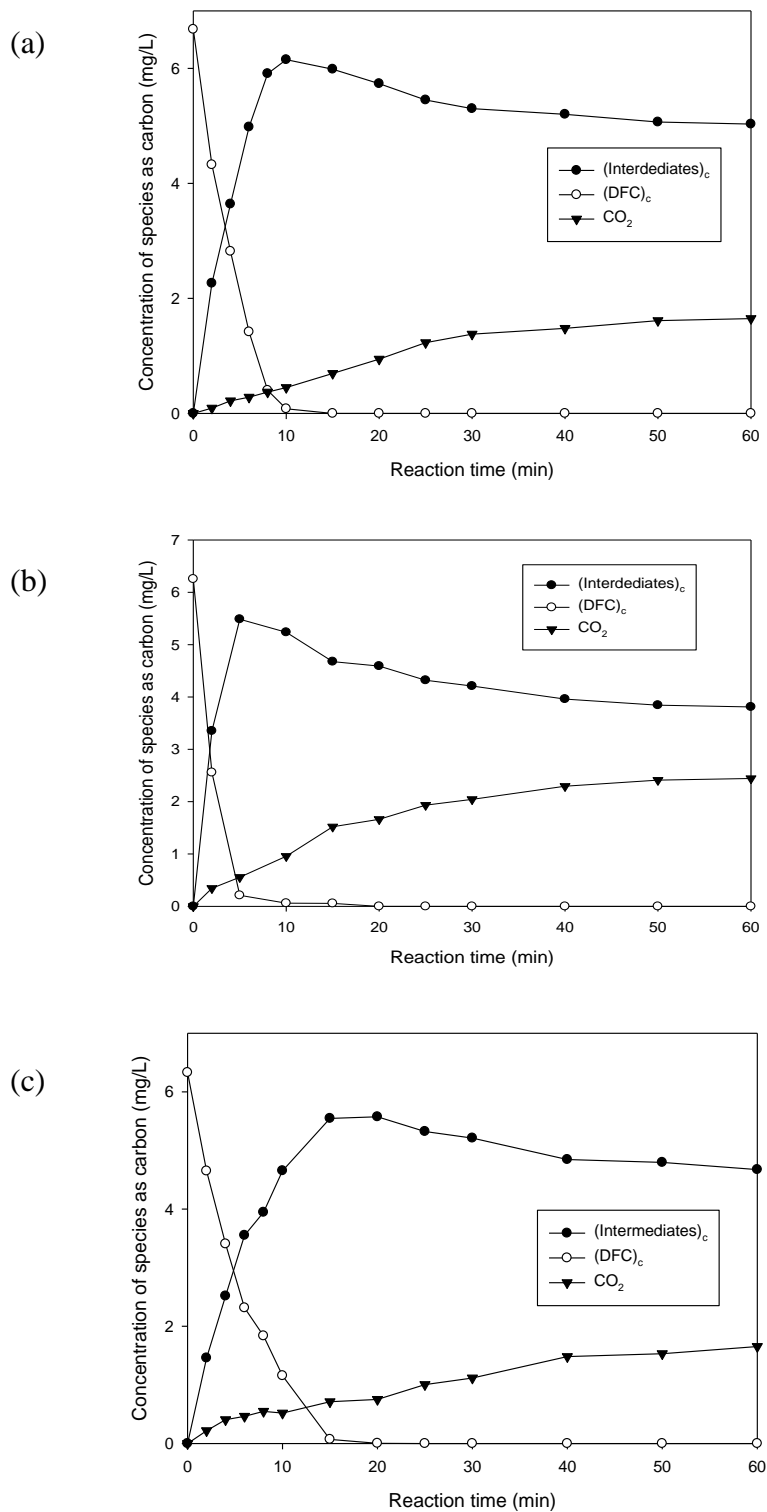 (a)
Concentration of species as carbon (mg/L)
6
4
2
0
(Interdediates)c
(DFC)c
CO2
0 10 20 30 40 50 60
Reaction time (min)
(b)
Concentration of species as carbon (mg/L)
7
6
5
4
3
2
1
0
(Interdediates)c
(DFC)c
CO2
0 10 20 30 40 50 60
Reaction time (min)
(c)
Concentration of species as carbon (mg/L)
6
4
2
0
(Intermediates)c
(DFC)c
CO2
0 10 20 30 40 50 60
Reaction time (min)